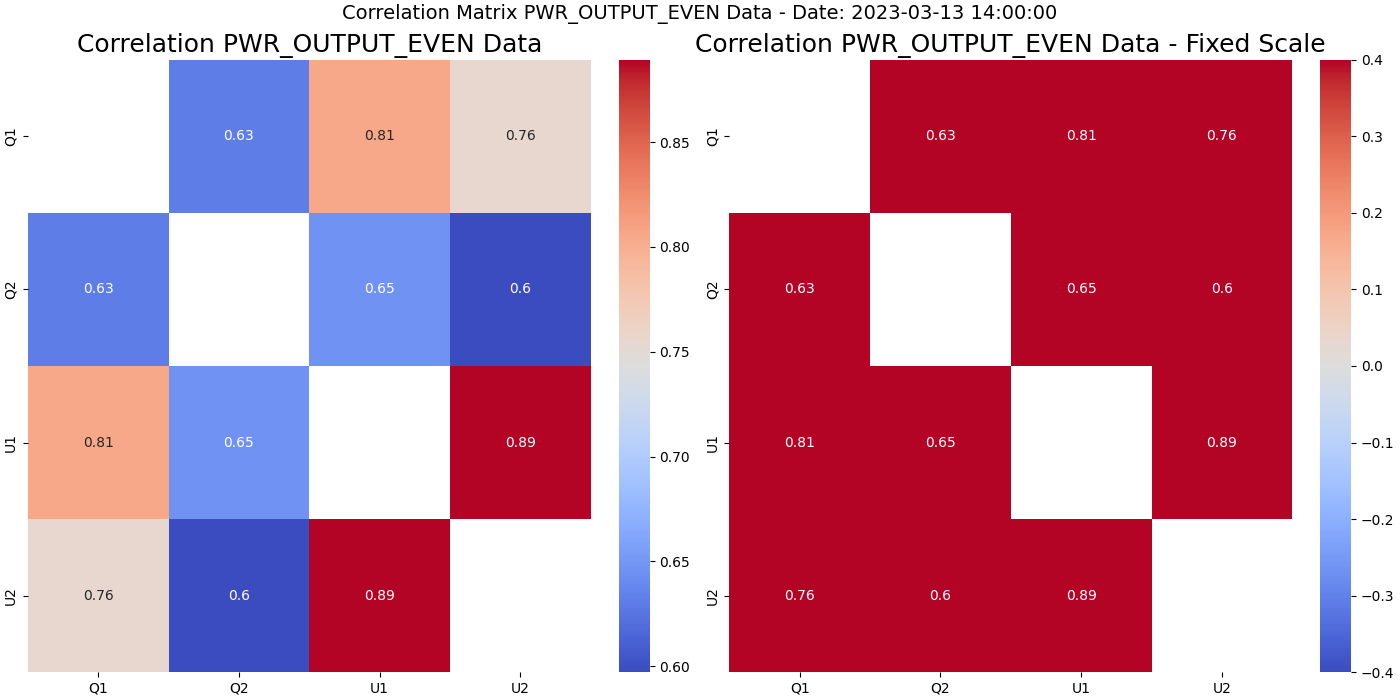 Correlation Matrix PWR_OUTPUT_EVEN Data - Date: 2023-03-13 14:00:00
Correlation PWR_OUTPUT_EVEN Data
Q1
0.63
0.81
0.76
Q2
0.63
0.65
0.6
U1
0.81
0.65
0.89
U2
0.76
0.6
0.89
Q1
Q2
U1
U2
0.85
0.80
0.75
0.70
0.65
0.60
Correlation PWR_OUTPUT_EVEN Data - Fixed Scale
Q1
0.63
0.81
0.76
Q2
0.63
0.65
0.6
U1
0.81
0.65
0.89
U2
0.76
0.6
0.89
Q1
Q2
U1
U2
0.4
0.3
0.2
0.1
0.0
−0.1
−0.2
−0.3
−0.4